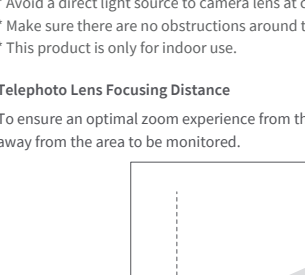 * Avoid a direct light source to camera lens at
* Make sure there are no obstructions around
* This product is only for indoor use.
Telephoto Lens Focusing Distance
To ensure an optimal zoom experience from
away from the area to be monitored.